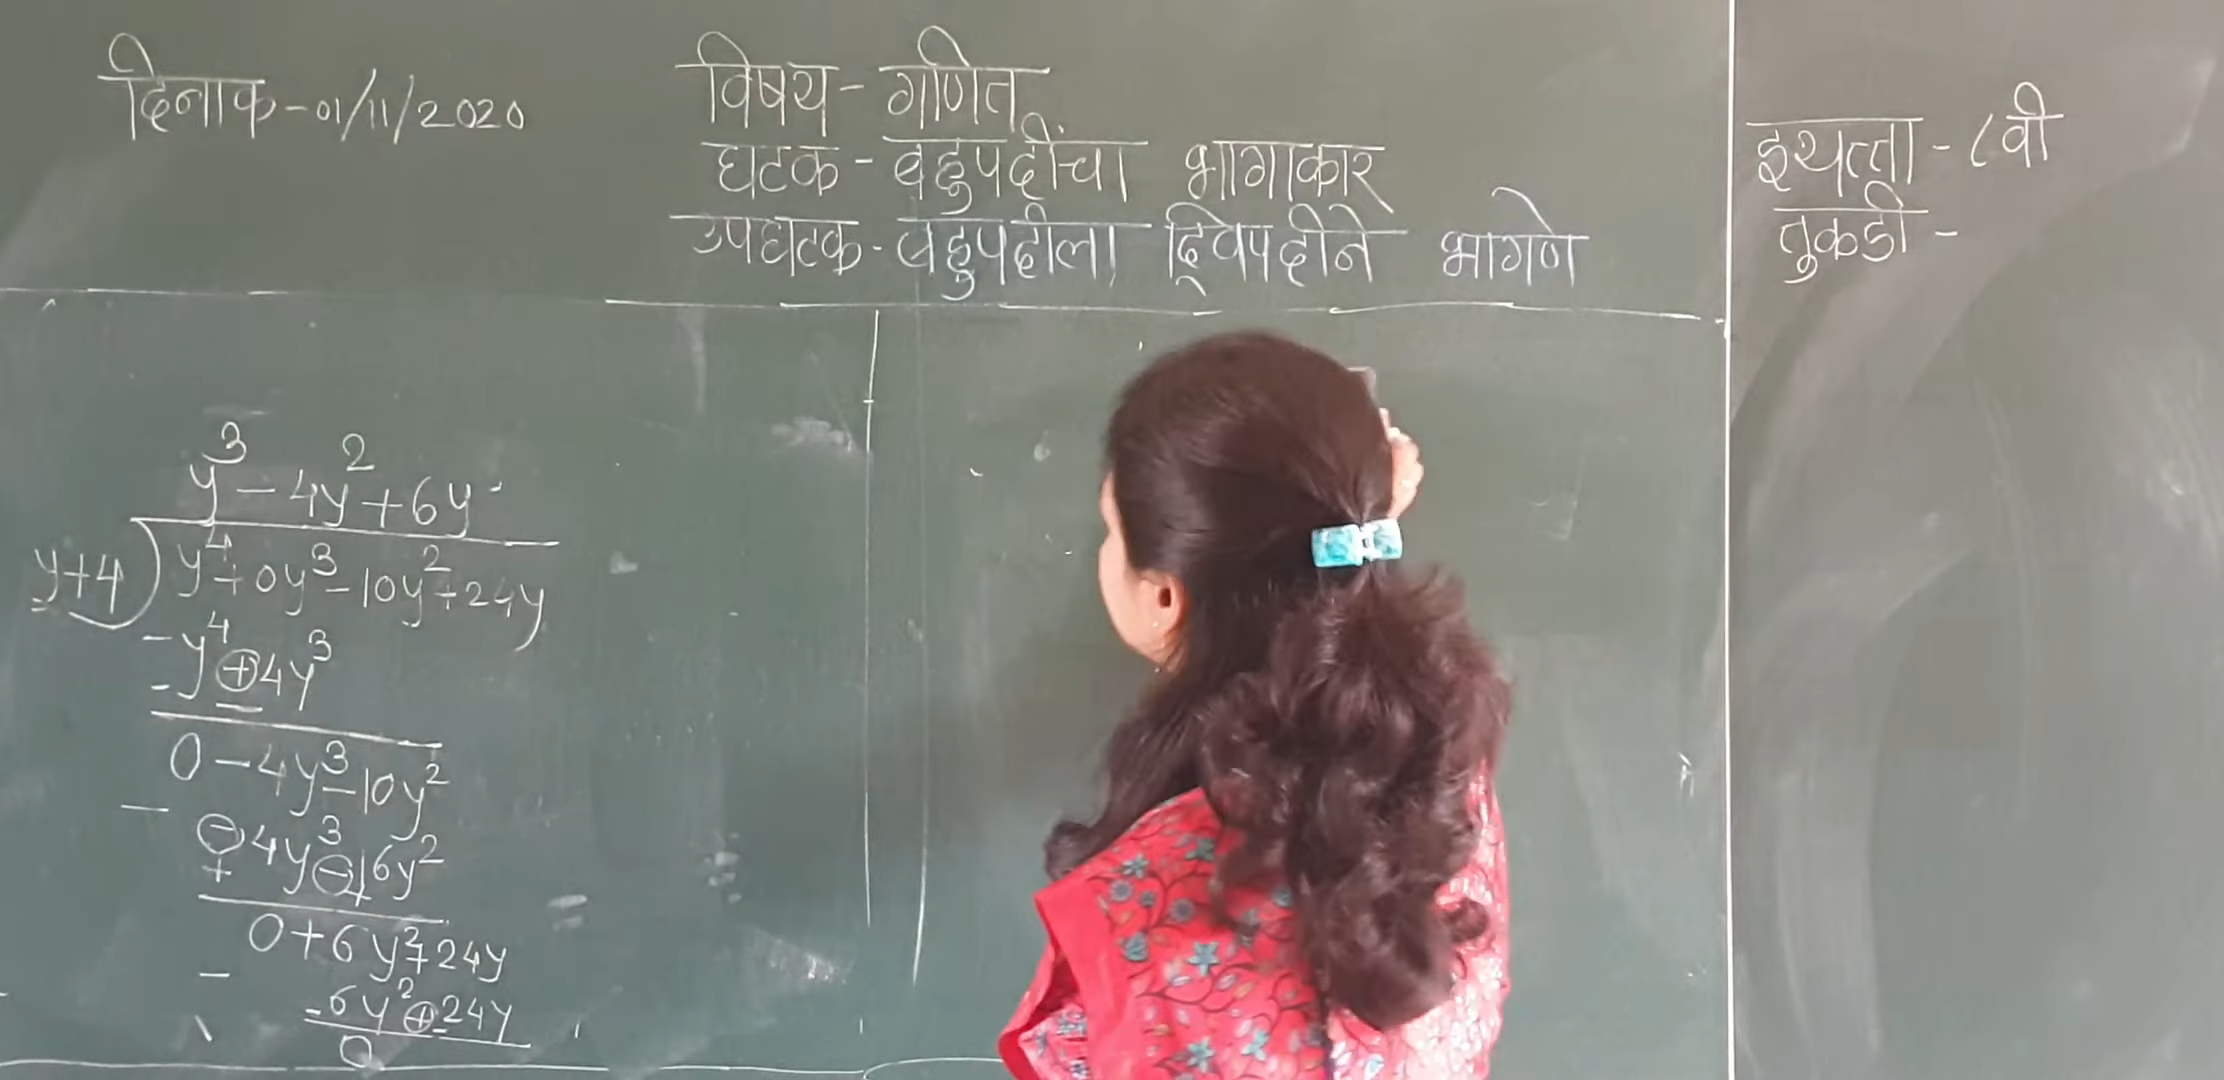 दिनाक - 01/11/2020
विषय - गणित
घटक - बहुपदींचा भागाकार
उपघटक - बहुपदीला द्विपदीने भागणे
इयत्ता - ८वी
तुकडी -
y³ - 4y² + 6y
y+4 ) y⁴ + 0y³ - 10y² + 24y
- y⁴ ⊕ 4y³
- −
0 - 4y³ - 10y²
−
⊖ 4y³ ⊖ 16y²
+ +
0 + 6y² + 24y
−
- 6y² ⊕ 24y
−
0